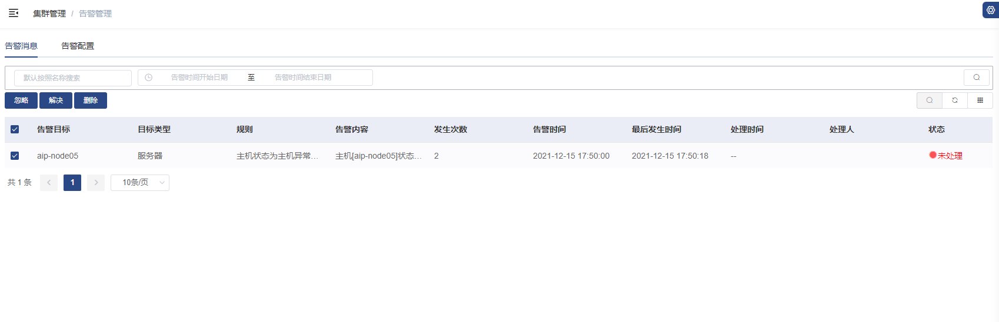 集群管理 / 告警管理
告警消息 告警配置
默认按照名称搜索 告警时间开始日期 至 告警时间结束日期
忽略 解决 删除
告警目标 目标类型 规则 告警内容 发生次数 告警时间 最后发生时间 处理时间 处理人 状态
aip-node05 服务器 主机状态为主机异常... 主机[aip-node05]状态... 2 2021-12-15 17:50:00 2021-12-15 17:50:18 -- 未处理
共 1 条 1 10条/页